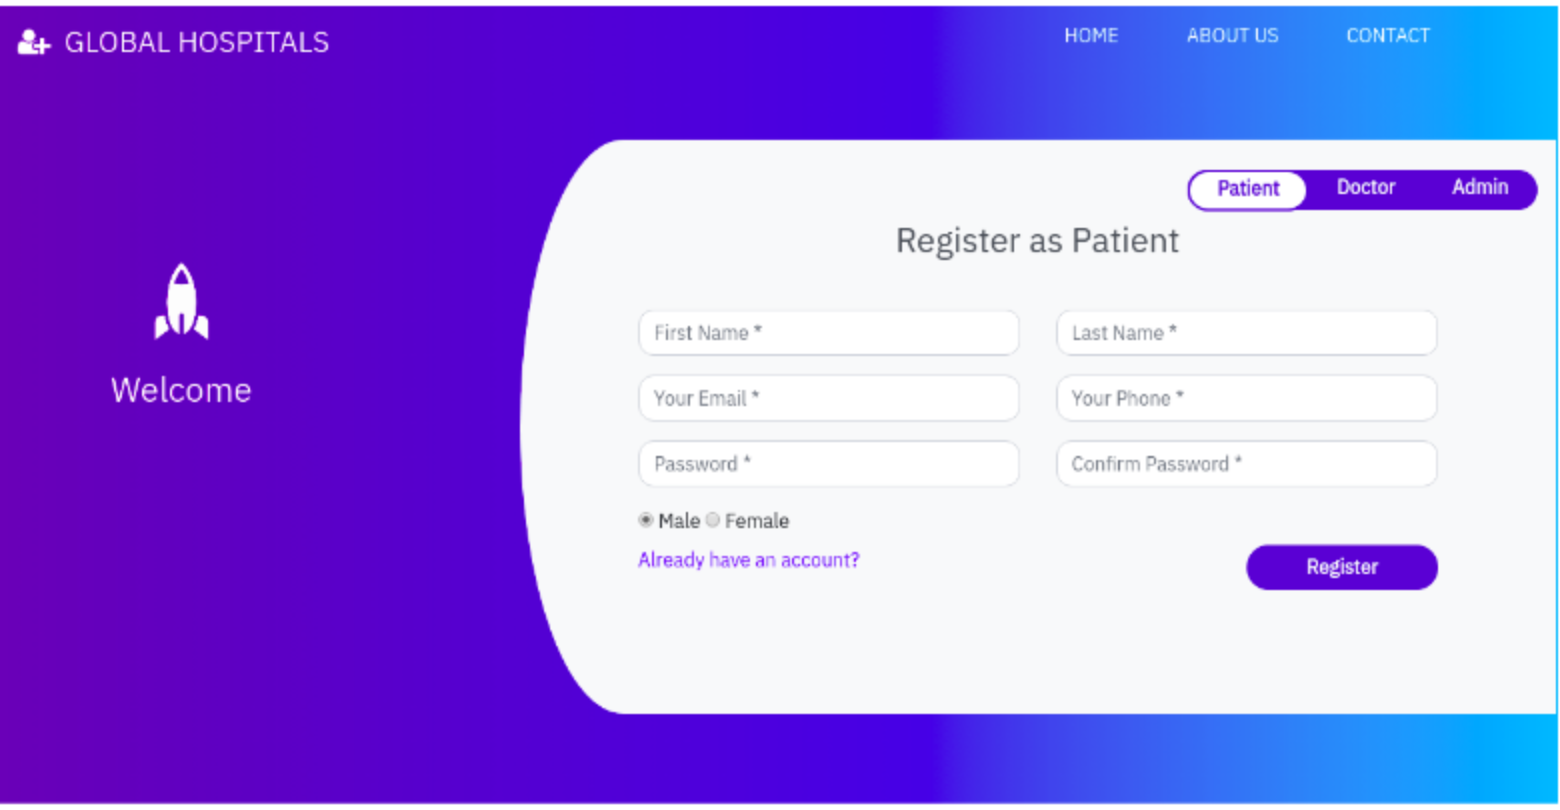 GLOBAL HOSPITALS
HOME ABOUT US CONTACT
Patient Doctor Admin
Register as Patient
First Name * Last Name *
Your Email * Your Phone *
Welcome
Password * Confirm Password *
Male Female
Already have an account?
Register